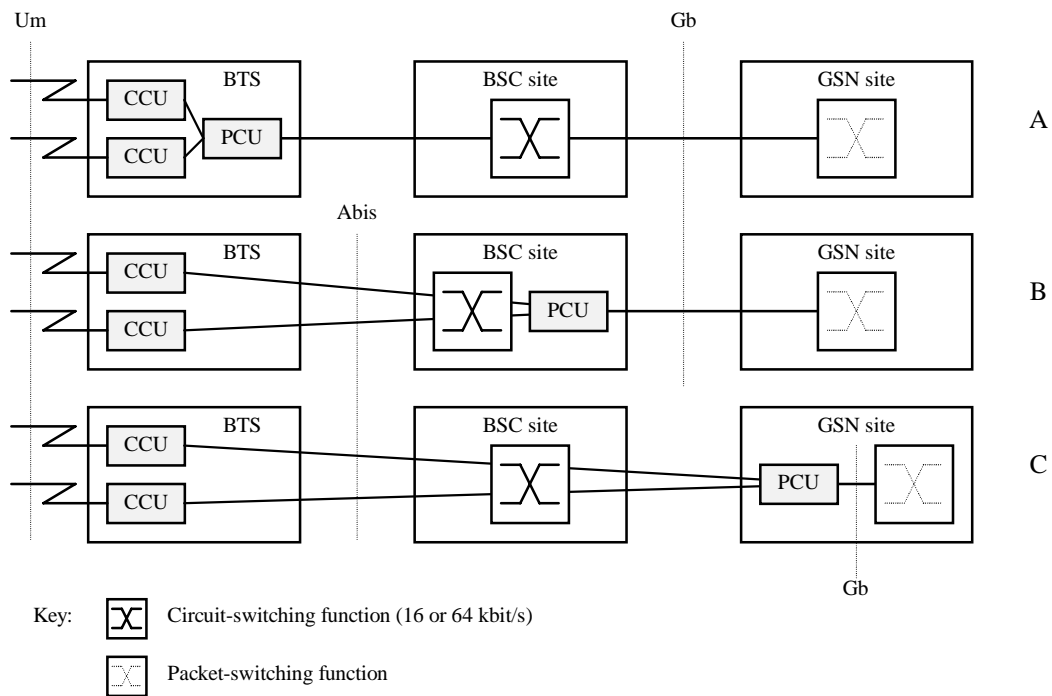 Um
Gb
BTS
BSC site
GSN site
CCU
CCU
PCU
A
Abis
BTS
BSC site
GSN site
CCU
CCU
PCU
B
BTS
BSC site
GSN site
CCU
CCU
PCU
C
Gb
Key:
Circuit-switching function (16 or 64 kbit/s)
Packet-switching function